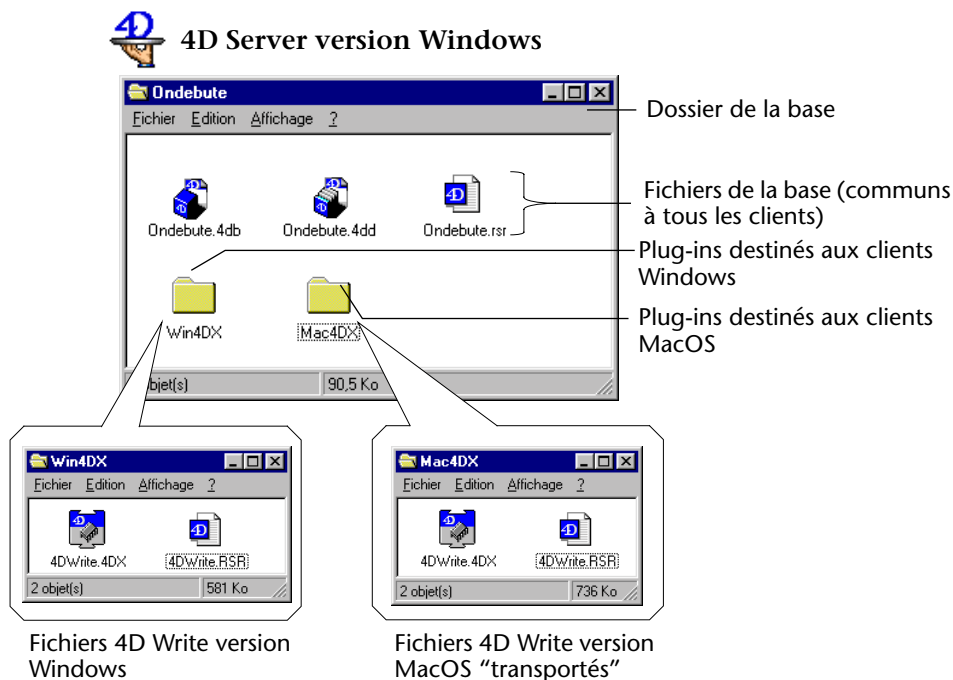 4D Server version Windows
Ondebute
Fichier Edition Affichage ?
Dossier de la base
Ondebute.4db Ondebute.4dd Ondebute.rsr
Fichiers de la base (communs
à tous les clients)
Plug-ins destinés aux clients
Windows
Win4DX Mac4DX
Plug-ins destinés aux clients
MacOS
bjet(s) 90,5 Ko
Win4DX
Fichier Edition Affichage ?
4DWrite.4DX 4DWrite.RSR
2 objet(s) 581 Ko
Mac4DX
Fichier Edition Affichage ?
4DWrite.4DX 4DWrite.RSR
2 objet(s) 736 Ko
Fichiers 4D Write version
Windows
Fichiers 4D Write version
MacOS “transportés”